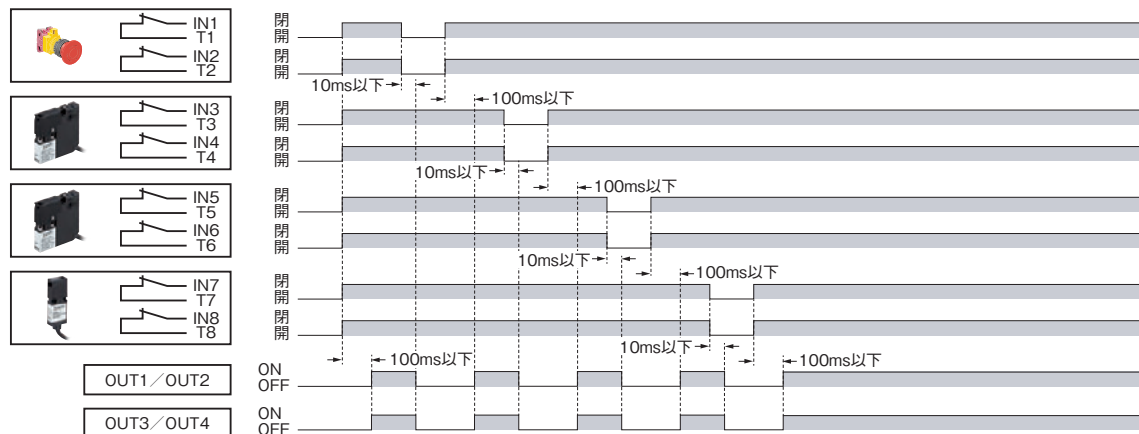 IN1 閉
T1 開
IN2 閉
T2 開
10ms以下
100ms以下
IN3 閉
T3 開
IN4 閉
T4 開
10ms以下
100ms以下
IN5 閉
T5 開
IN6 閉
T6 開
10ms以下
100ms以下
IN7 閉
T7 開
IN8 閉
T8 開
10ms以下
100ms以下
100ms以下
OUT1／OUT2 ON
OFF
OUT3／OUT4 ON
OFF